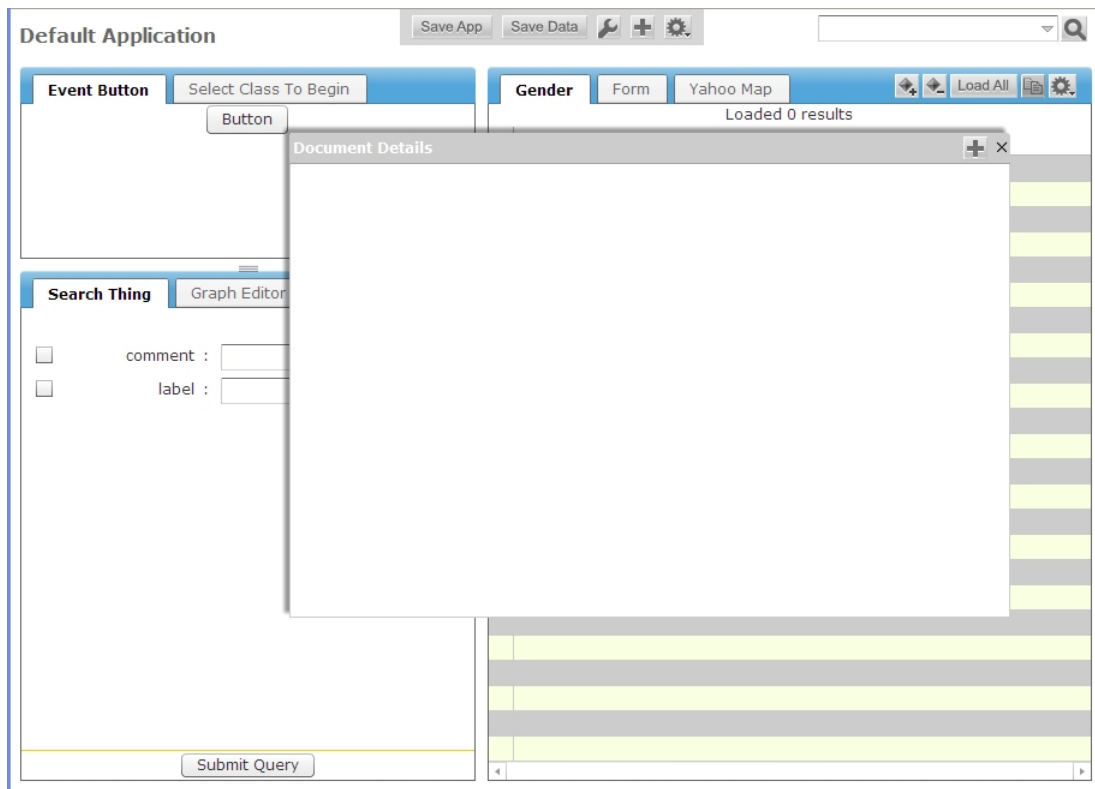 Default Application
Save App
Save Data
Event Button
Select Class To Begin
Button
Gender
Form
Yahoo Map
Load All
Loaded 0 results
Document Details
Search Thing
Graph Editor
comment :
label :
Submit Query